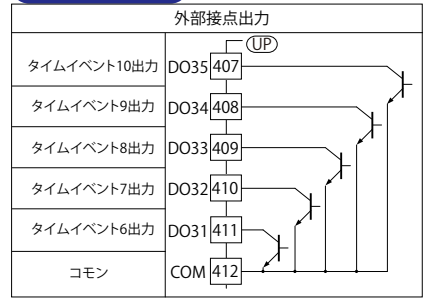 外部接点出力
UP
タイムイベント10出力 DO35 407
タイムイベント9出力 DO34 408
タイムイベント8出力 DO33 409
タイムイベント7出力 DO32 410
タイムイベント6出力 DO31 411
コモン COM 412